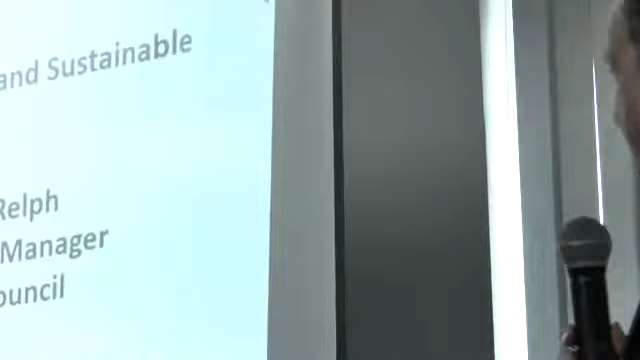 and Sustainable
Relph
Manager
ouncil